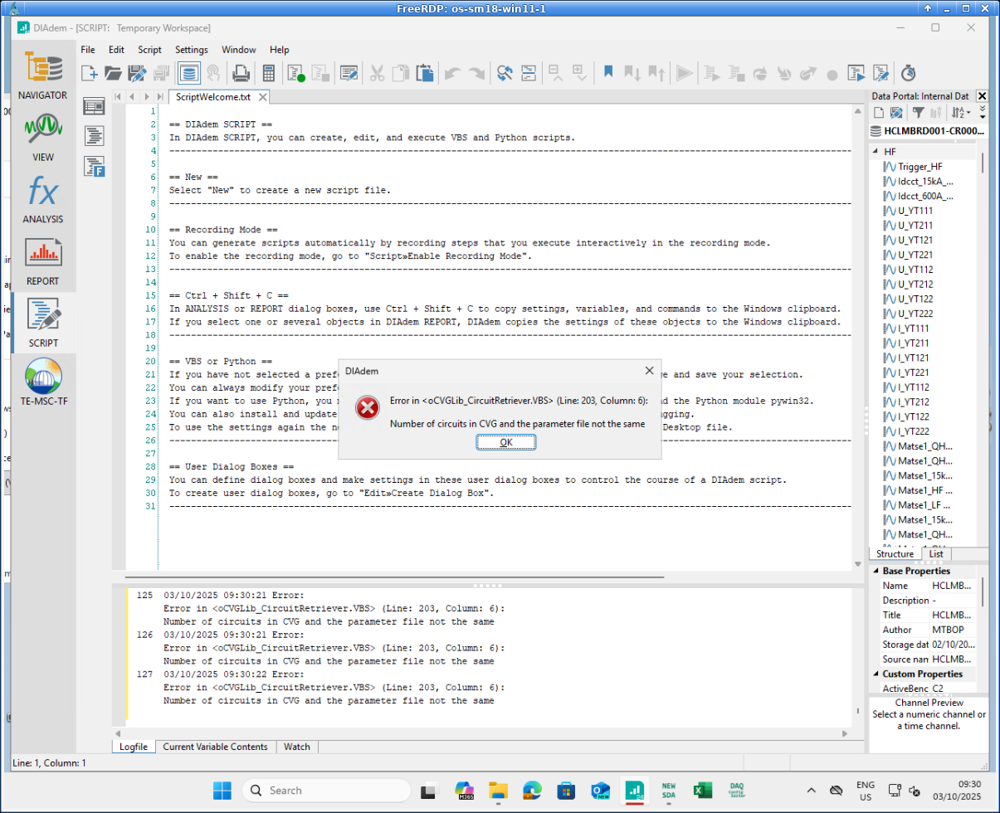 FreeRDP: os-sm18-win11-1
DIAdem - [SCRIPT: Temporary Workspace]
File Edit Script Settings Window Help
NAVIGATOR
VIEW
ANALYSIS
REPORT
SCRIPT
TE-MSC-TF
ScriptWelcome.txt
1
2 == DIAdem SCRIPT ==
3 In DIAdem SCRIPT, you can create, edit, and execute VBS and Python scripts.
4 ----------------------------------------------------------------
5
6 == New ==
7 Select "New" to create a new script file.
8 ----------------------------------------------------------------
9
10 == Recording Mode ==
11 You can generate scripts automatically by recording steps that you execute interactively in the recording mode.
12 To enable the recording mode, go to "Script»Enable Recording Mode".
13 ----------------------------------------------------------------
14
15 == Ctrl + Shift + C ==
16 In ANALYSIS or REPORT dialog boxes, use Ctrl + Shift + C to copy settings, variables, and commands to the Windows clipboard.
17 If you select one or several objects in DIAdem REPORT, DIAdem copies the settings of these objects to the Windows clipboard.
18 ----------------------------------------------------------------
19
20 == VBS or Python ==
21 If you have not selected a pref e and save your selection.
22 You can always modify your pref
23 If you want to use Python, you n d the Python module pywin32.
24 You can also install and update gging.
25 To use the settings again the ne Desktop file.
26 ----------------------------------------------------------------
27
28 == User Dialog Boxes ==
29 You can define dialog boxes and make settings in these user dialog boxes to control the course of a DIAdem script.
30 To create user dialog boxes, go to "Edit»Create Dialog Box".
31 ----------------------------------------------------------------
DIAdem
Error in <oCVGLib_CircuitRetriever.VBS> (Line: 203, Column: 6):
Number of circuits in CVG and the parameter file not the same
OK
125 03/10/2025 09:30:21 Error:
Error in <oCVGLib_CircuitRetriever.VBS> (Line: 203, Column: 6):
Number of circuits in CVG and the parameter file not the same
126 03/10/2025 09:30:21 Error:
Error in <oCVGLib_CircuitRetriever.VBS> (Line: 203, Column: 6):
Number of circuits in CVG and the parameter file not the same
127 03/10/2025 09:30:22 Error:
Error in <oCVGLib_CircuitRetriever.VBS> (Line: 203, Column: 6):
Number of circuits in CVG and the parameter file not the same
Logfile Current Variable Contents Watch
Line: 1, Column: 1
Data Portal: Internal Dat
HCLMBRD001-CR000...
HF
Trigger_HF
Idcct_15kA_...
Idcct_600A_...
U_YT111
U_YT211
U_YT121
U_YT221
U_YT112
U_YT212
U_YT122
U_YT222
I_YT111
I_YT211
I_YT121
I_YT221
I_YT112
I_YT212
I_YT122
I_YT222
Matse1_QH...
Matse1_QH...
Matse1_15k...
Matse1_HF ...
Matse1_LF ...
Matse1_15k...
Matse1_QH...
Structure List
Base Properties
Name HCLMB...
Description -
Title HCLMB...
Author MTBOP
Storage dat 02/10/20...
Source nam HCLMB...
Custom Properties
ActiveBenc C2
Channel Preview
Select a numeric channel or
a time channel.
Search
M365
NEW
NEW
SDA
DAQ
Config
Editor
ENG
US
09:30
03/10/2025